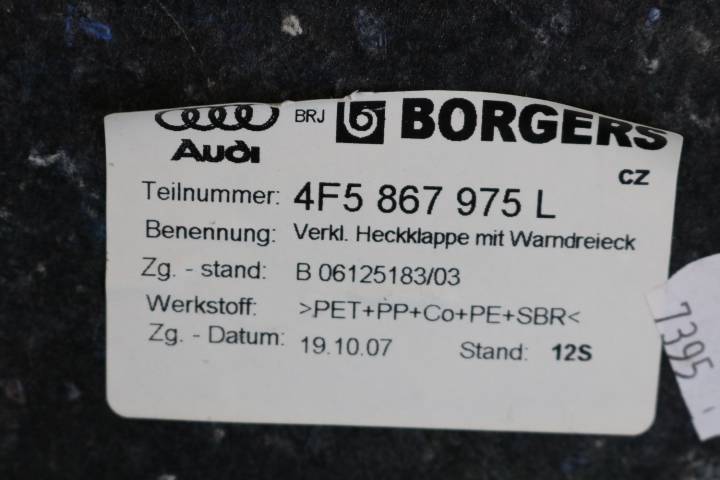 Audi BRJ BORGERS
CZ
Teilnummer: 4F5 867 975 L
Benennung: Verkl. Heckklappe mit Warndreieck
Zg. - stand: B 06125183/03
Werkstoff: >PET+PP+Co+PE+SBR<
Zg. - Datum: 19.10.07 Stand: 12S
7395